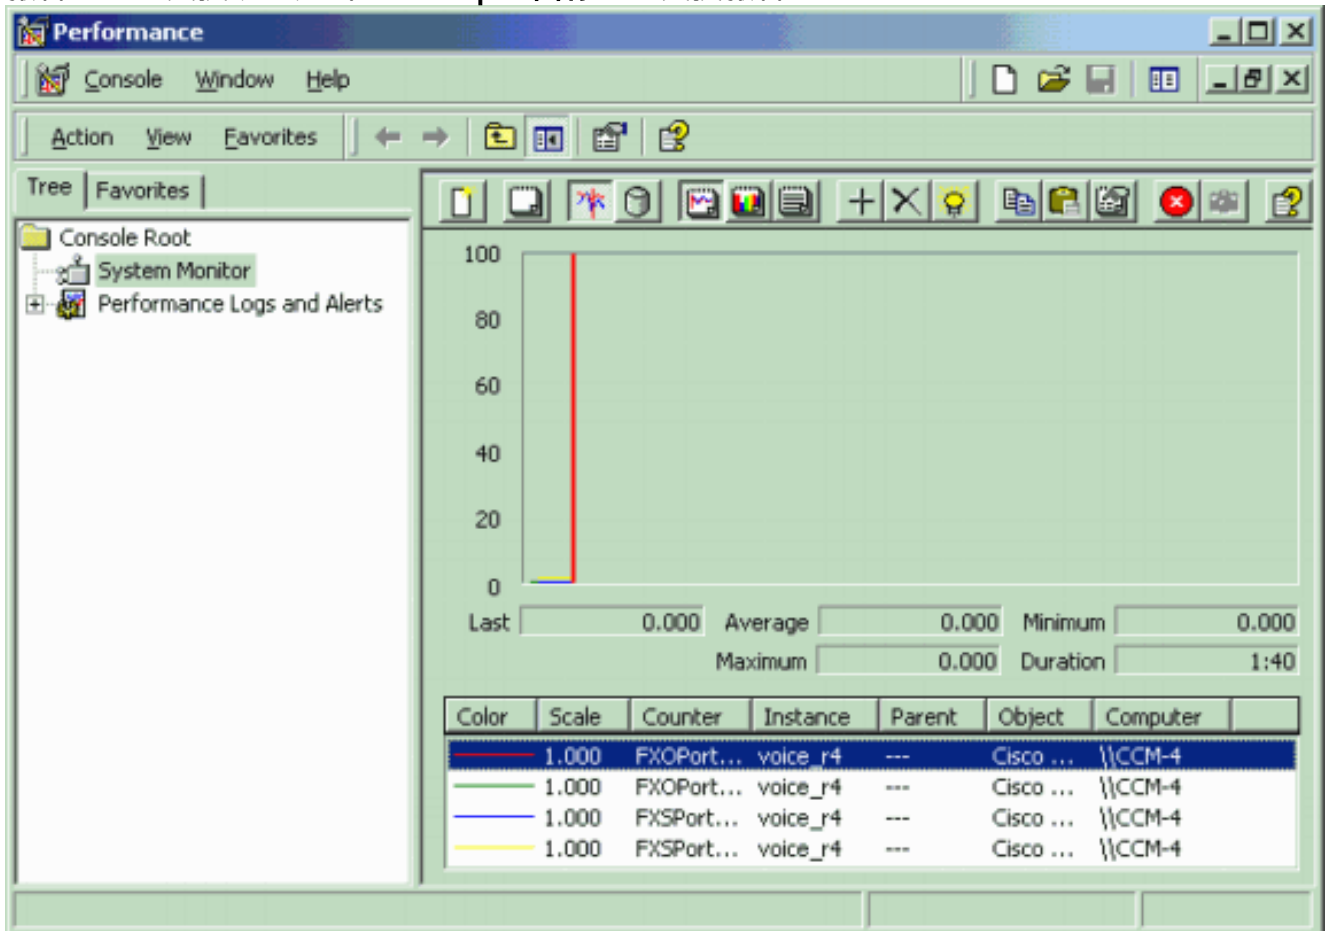 Performance
Console Window Help
Action View Favorites
Tree Favorites
Console Root
System Monitor
Performance Logs and Alerts
100
80
60
40
20
0
Last 0.000 Average 0.000 Minimum 0.000
Maximum 0.000 Duration 1:40
Color Scale Counter Instance Parent Object Computer
1.000 FXOPort... voice_r4 --- Cisco ... \\CCM-4
1.000 FXOPort... voice_r4 --- Cisco ... \\CCM-4
1.000 FXSPort... voice_r4 --- Cisco ... \\CCM-4
1.000 FXSPort... voice_r4 --- Cisco ... \\CCM-4